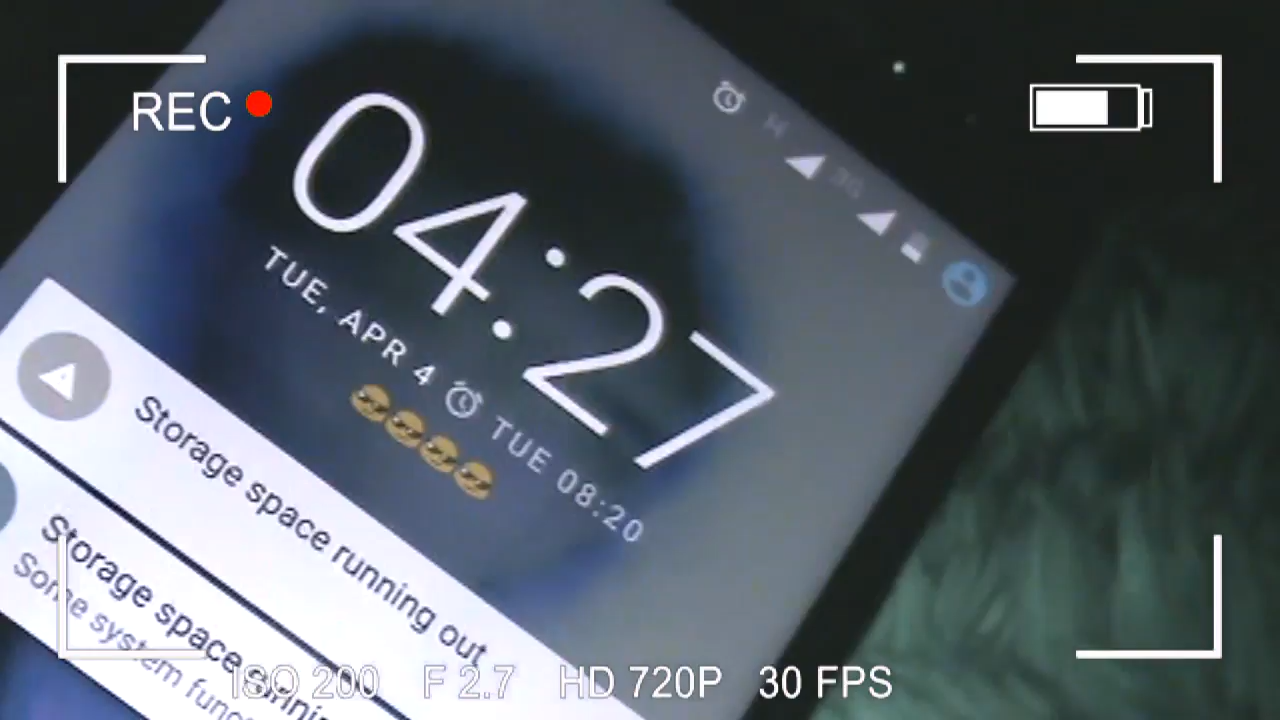 REC
04:27
TUE, APR 4 TUE 08:20
Storage space running out
Storage space
Some system
ISO 200 F 2.7 HD 720P 30 FPS